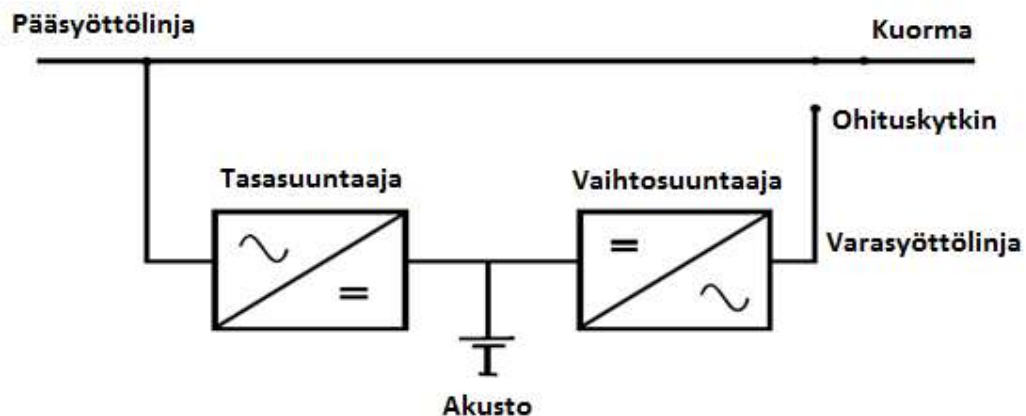 Pääsyöttölinja
Kuorma
Ohituskytkin
Tasasuuntaaja
Vaihtosuuntaaja
Varasyöttölinja
Akusto